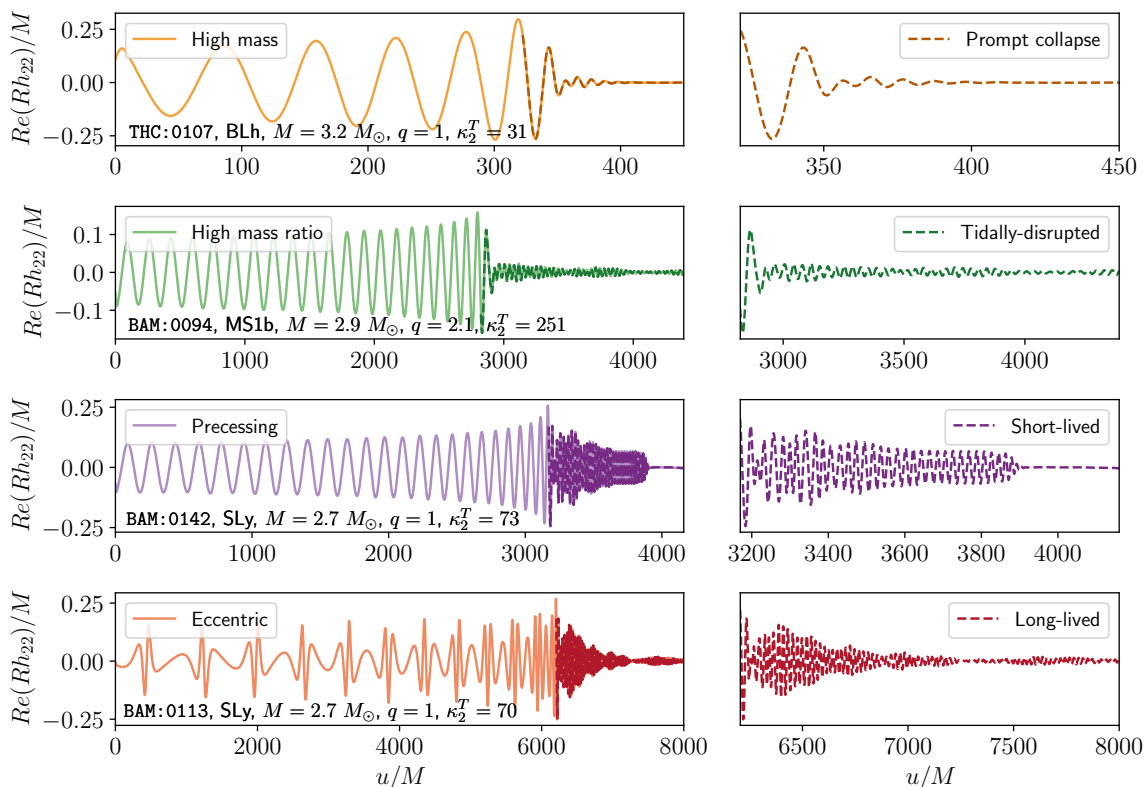 Re(Rh₂₂)/M
0.25
0.00
−0.25
High mass
THC:0107, BLh, M = 3.2 M⊙, q = 1, κ₂ᵀ = 31
0 100 200 300 400
Prompt collapse
350 400 450
Re(Rh₂₂)/M
0.1
0.0
−0.1
High mass ratio
BAM:0094, MS1b, M = 2.9 M⊙, q = 2.1, κ₂ᵀ = 251
0 1000 2000 3000 4000
Tidally-disrupted
3000 3500 4000
Re(Rh₂₂)/M
0.25
0.00
−0.25
Precessing
BAM:0142, SLy, M = 2.7 M⊙, q = 1, κ₂ᵀ = 73
0 1000 2000 3000 4000
Short-lived
3200 3400 3600 3800 4000
Re(Rh₂₂)/M
0.25
0.00
−0.25
Eccentric
BAM:0113, SLy, M = 2.7 M⊙, q = 1, κ₂ᵀ = 70
0 2000 4000 6000 8000
u/M
Long-lived
6500 7000 7500 8000
u/M